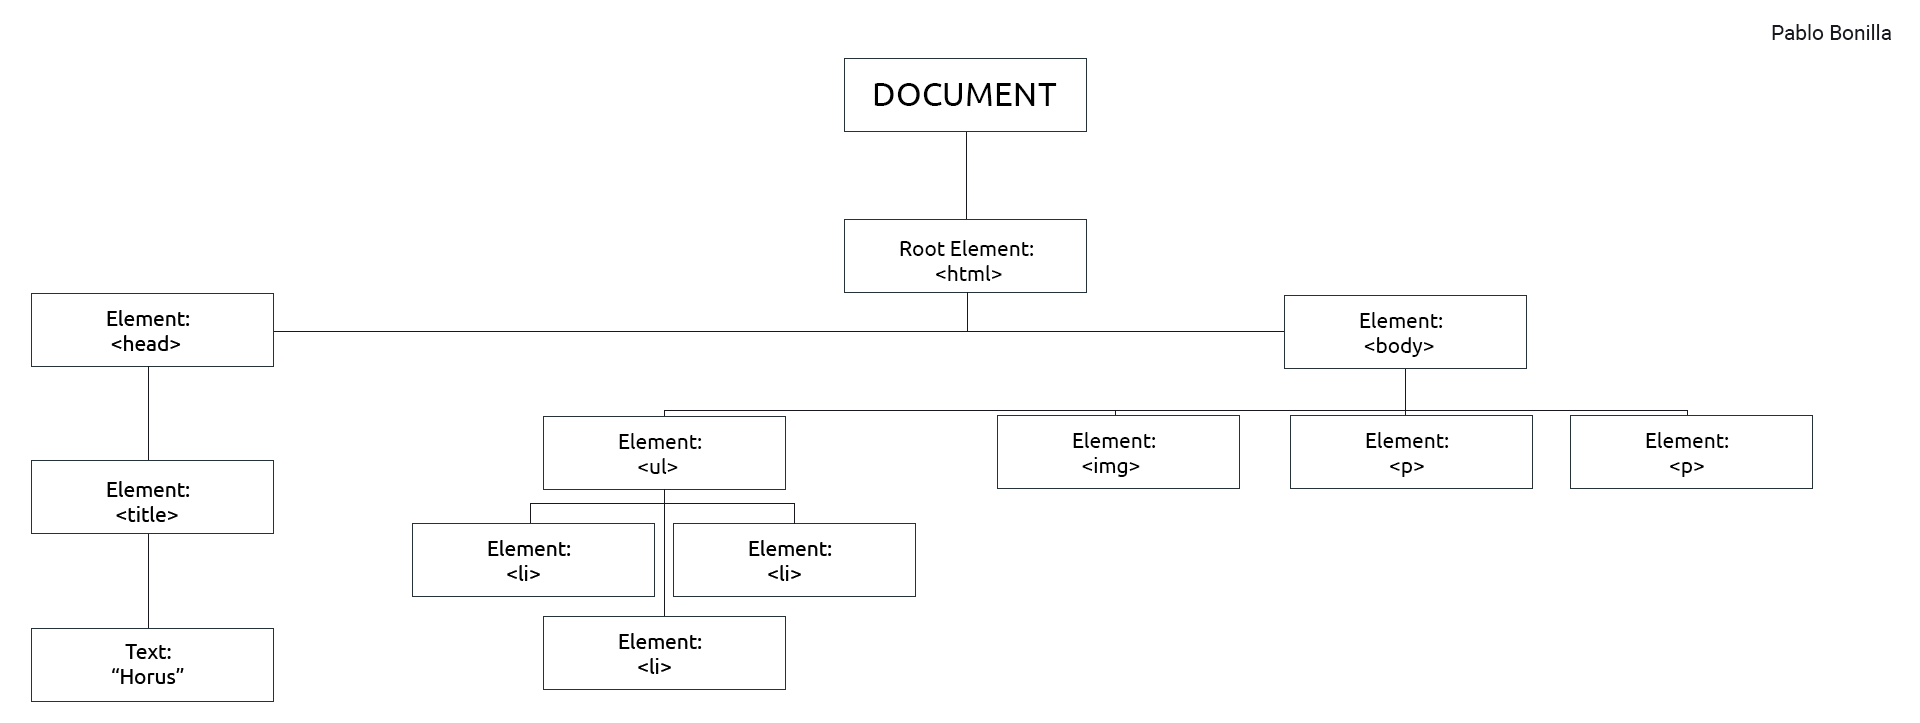 Pablo Bonilla
DOCUMENT
Root Element:
<html>
Element:
<head>
Element:
<body>
Element:
<ul>
Element:
<img>
Element:
<p>
Element:
<p>
Element:
<title>
Element:
<li>
Element:
<li>
Element:
<li>
Text:
“Horus”